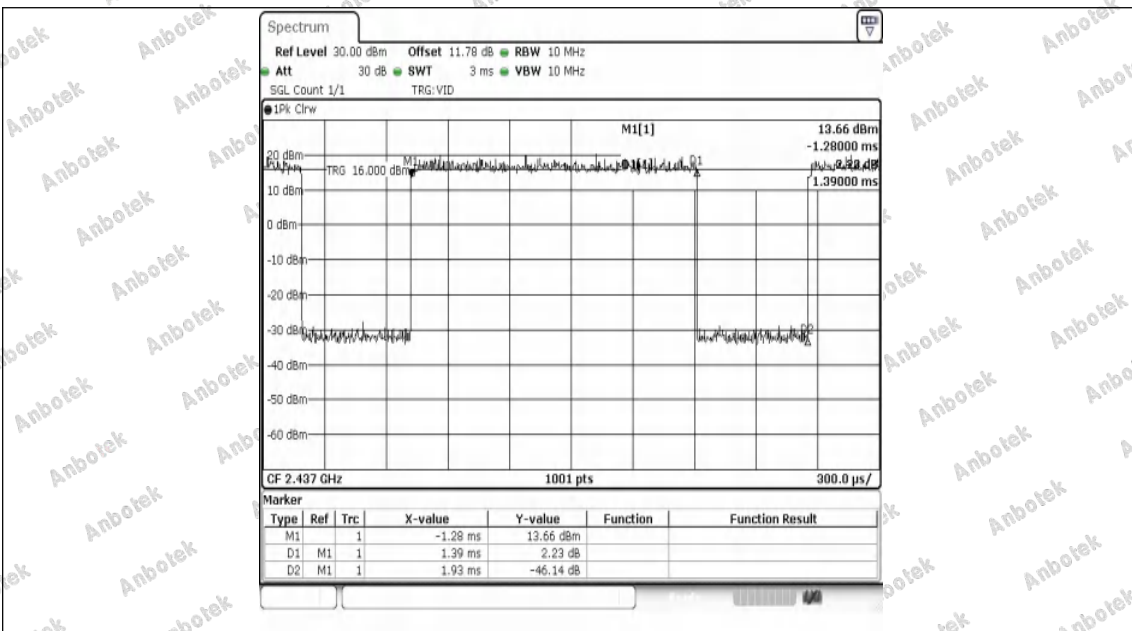 Spectrum
Ref Level 30.00 dBm Offset 11.78 dB RBW 10 MHz
Att 30 dB SWT 3 ms VBW 10 MHz
SGL Count 1/1 TRG:VID
1Pk Clrw
M1[1] 13.66 dBm
-1.28000 ms
20 dBm
M1
D1
TRG 16.000 dBm
1.39000 ms
10 dBm
0 dBm
-10 dBm
-20 dBm
-30 dBm
D2
-40 dBm
-50 dBm
-60 dBm
CF 2.437 GHz 1001 pts 300.0 µs/
Marker
Type Ref Trc X-value Y-value Function Function Result
M1 1 -1.28 ms 13.66 dBm
D1 M1 1 1.39 ms 2.23 dB
D2 M1 1 1.93 ms -46.14 dB
Anbotek